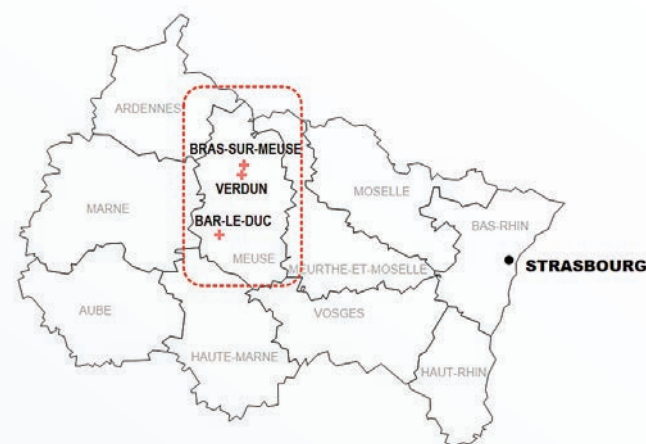 ARDENNES
BRAS-SUR-MEUSE
VERDUN
MOSELLE
MARNE
BAR-LE-DUC
BAS-RHIN
MEUSE
MEURTHE-ET-MOSELLE
STRASBOURG
AUBE
VOSGES
HAUTE-MARNE
HAUT-RHIN